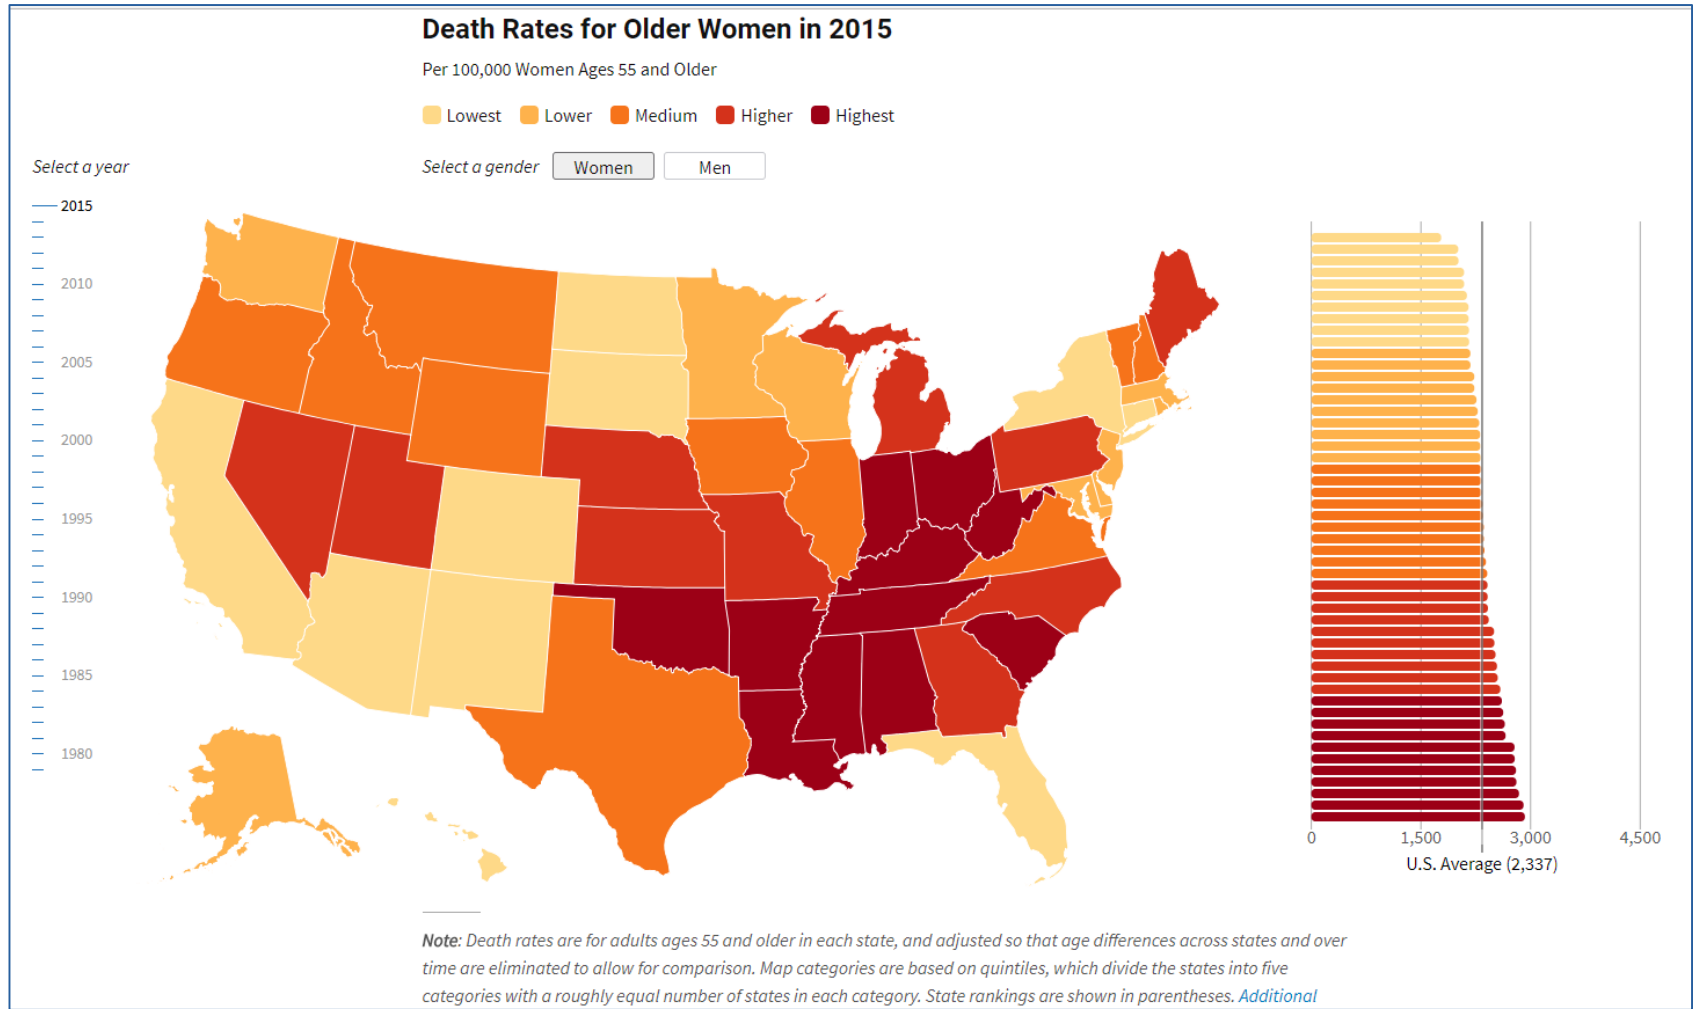 Death Rates for Older Women in 2015
Per 100,000 Women Ages 55 and Older
Lowest Lower Medium Higher Highest
Select a year
Select a gender Women Men
2015
2010
2005
2000
1995
1990
1985
1980
0 1,500 3,000 4,500
U.S. Average (2,337)
Note: Death rates are for adults ages 55 and older in each state, and adjusted so that age differences across states and over
time are eliminated to allow for comparison. Map categories are based on quintiles, which divide the states into five
categories with a roughly equal number of states in each category. State rankings are shown in parentheses. Additional